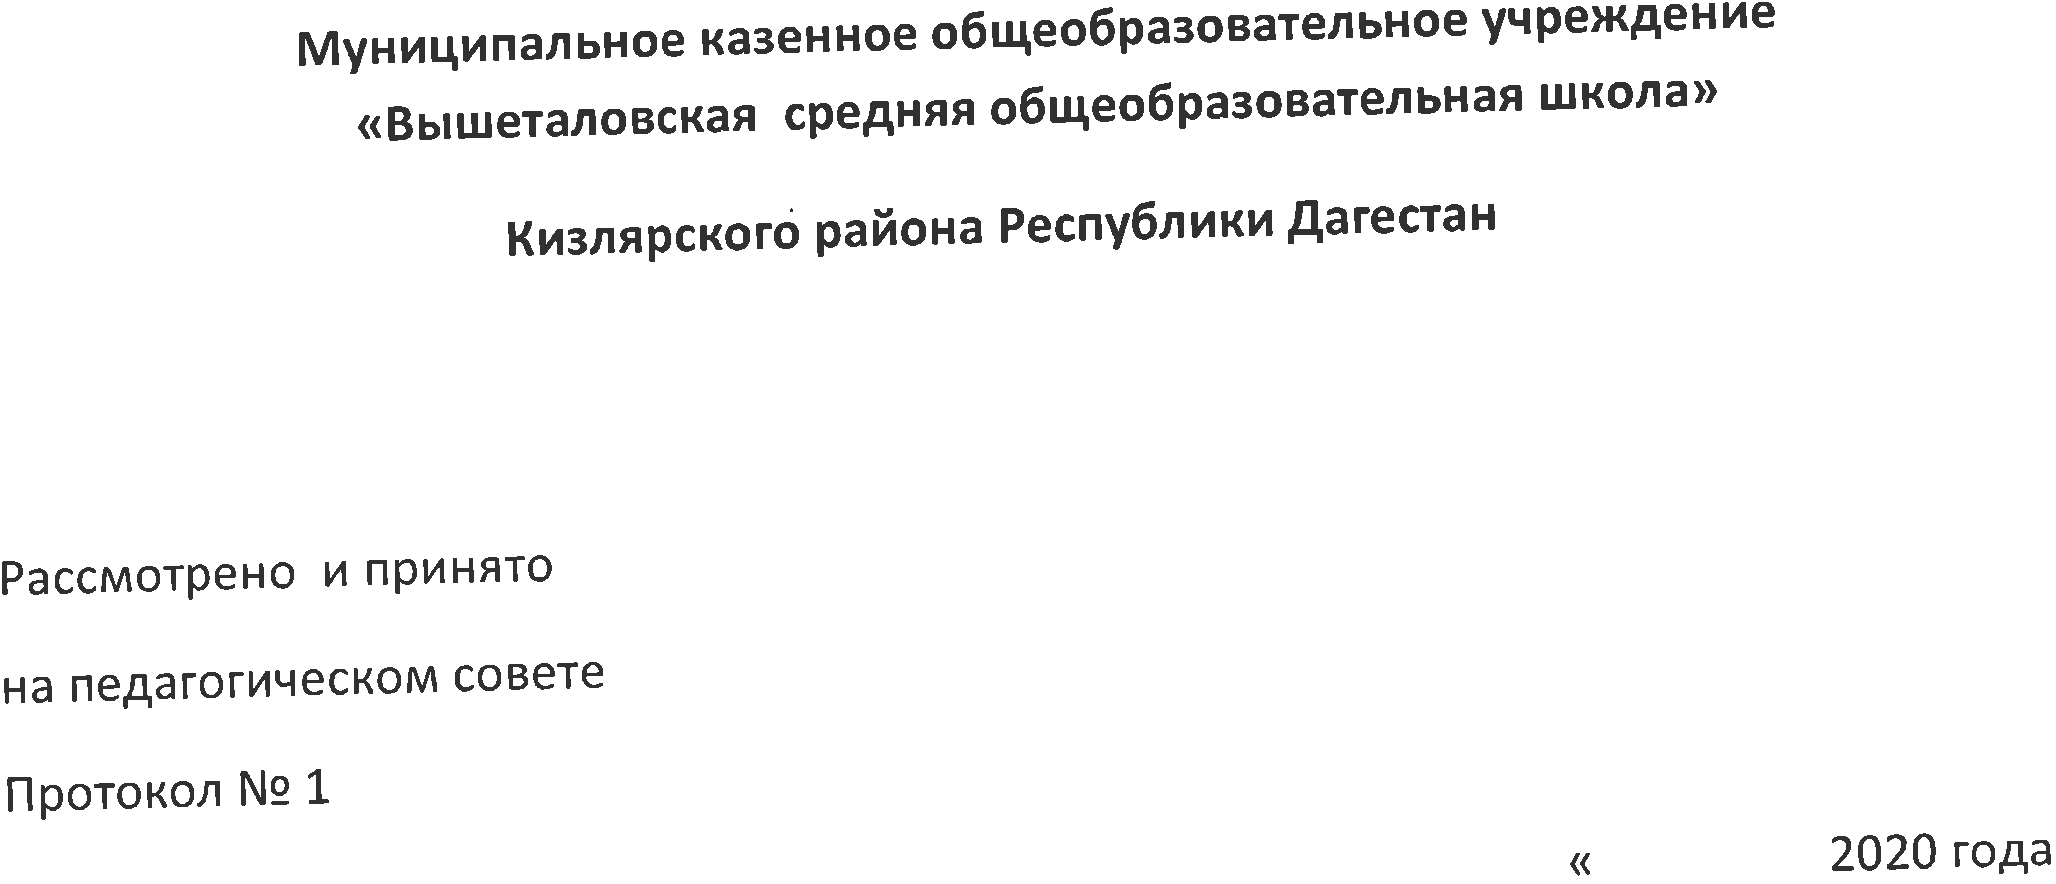 Муниципальное казенное общеобразовательное учреждение
«Вышеталовская средняя общеобразовательная школа»
Кизлярского района Республики Дагестан
Рассмотрено и принято
на педагогическом совете
Протокол № 1
« 2020 года